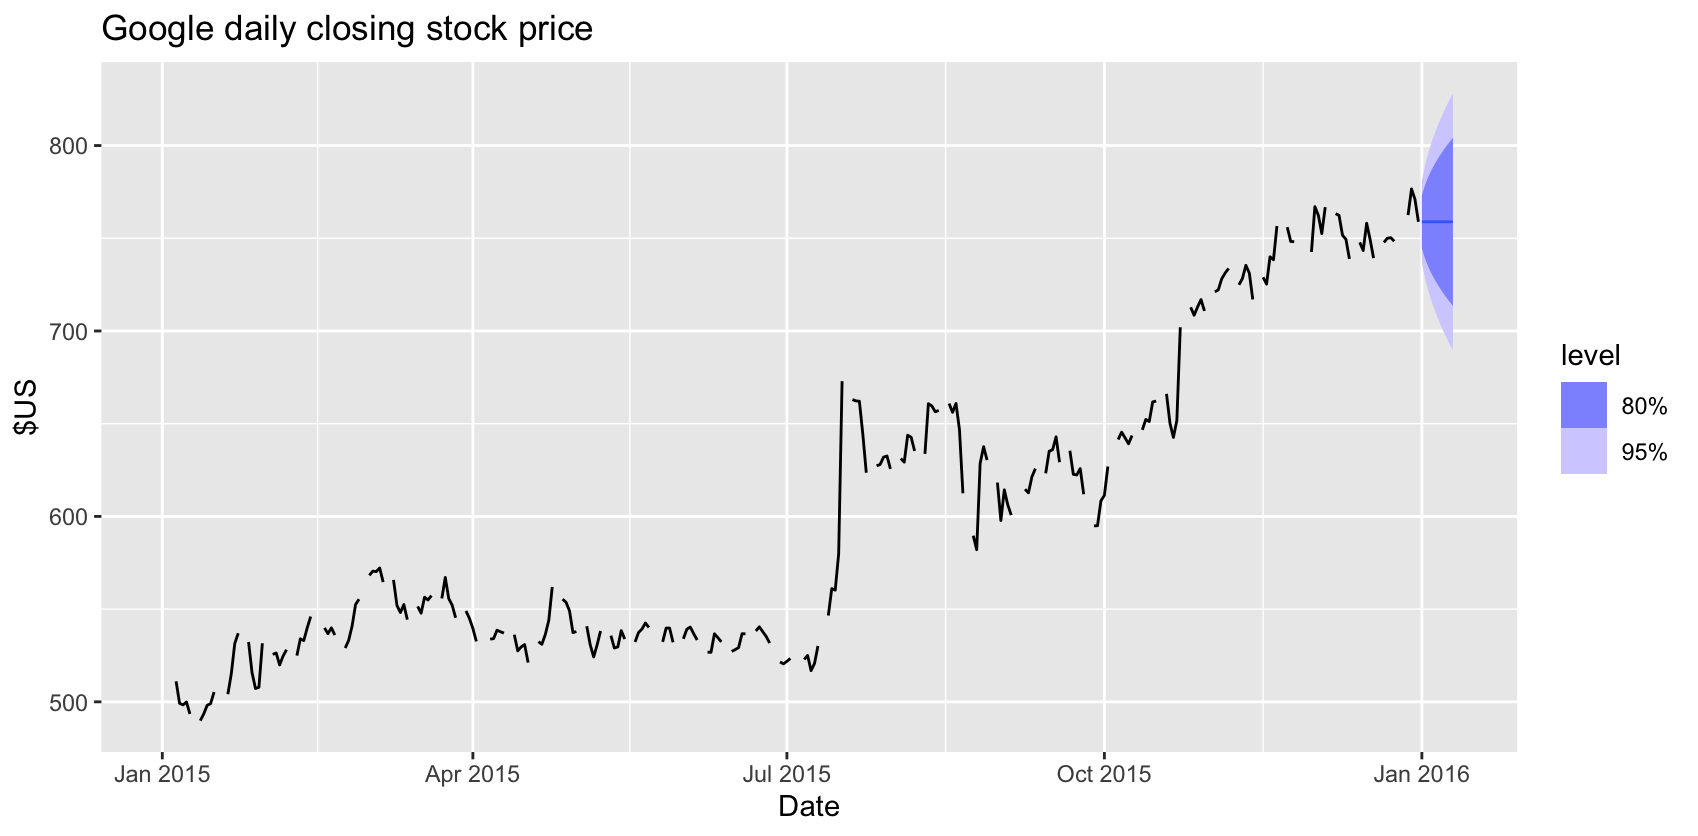 Google daily closing stock price
800
700
600
500
$US
Jan 2015
Apr 2015
Jul 2015
Oct 2015
Jan 2016
Date
level
80%
95%